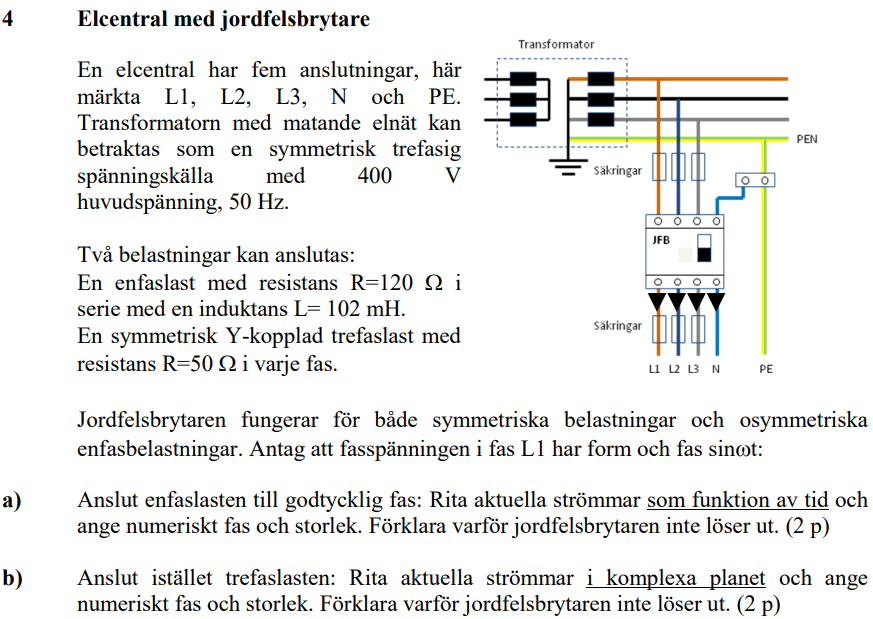 4 Elcentral med jordfelsbrytare
En elcentral har fem anslutningar, här
märkta L1, L2, L3, N och PE.
Transformatorn med matande elnät kan
betraktas som en symmetrisk trefasig
spänningskälla med 400 V
huvudspänning, 50 Hz.
Två belastningar kan anslutas:
En enfaslast med resistans R=120 Ω i
serie med en induktans L= 102 mH.
En symmetrisk Y-kopplad trefaslast med
resistans R=50 Ω i varje fas.
Transformator
PEN
Säkringar
JFB
Säkringar
L1 L2 L3 N PE
Jordfelsbrytaren fungerar för både symmetriska belastningar och osymmetriska
enfasbelastningar. Antag att fasspänningen i fas L1 har form och fas sinωt:
a) Anslut enfaslasten till godtycklig fas: Rita aktuella strömmar som funktion av tid och
ange numeriskt fas och storlek. Förklara varför jordfelsbrytaren inte löser ut. (2 p)
b) Anslut istället trefaslasten: Rita aktuella strömmar i komplexa planet och ange
numeriskt fas och storlek. Förklara varför jordfelsbrytaren inte löser ut. (2 p)